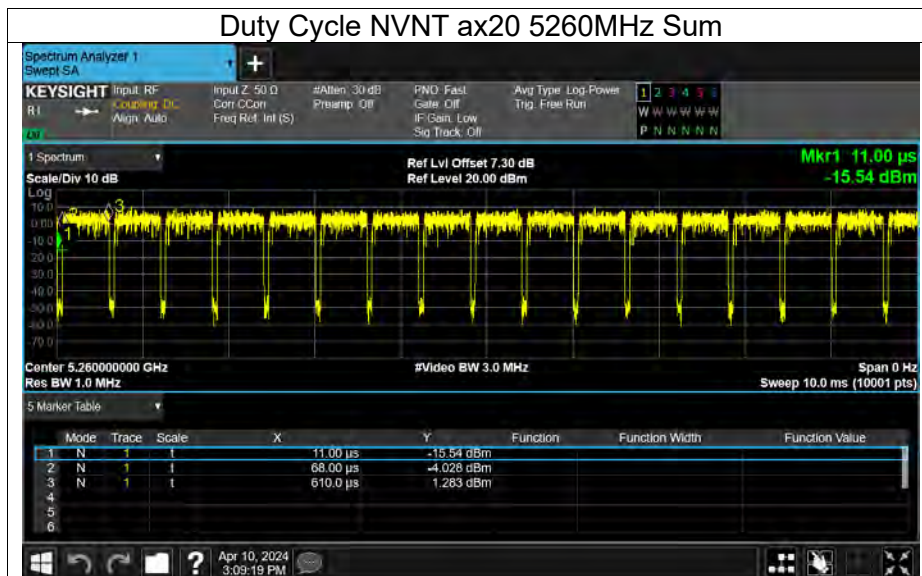 Duty Cycle NVNT ax20 5260MHz Sum
Spectrum Analyzer 1
Swept SA
+
KEYSIGHT Input: RF Input Z: 50 Ω #Atten: 30 dB PNO: Fast Avg Type: Log-Power 1 2 3 4 5 6
Coupling: DC Corr CCorr Preamp: Off Gate: Off Trig: Free Run W W W W W W
Align: Auto Freq Ref: Int (S) IF Gain: Low P N N N N N
Sig Track: Off
1 Spectrum Ref Lvl Offset 7.30 dB Mkr1 11.00 µs
Scale/Div 10 dB Ref Level 20.00 dBm -15.54 dBm
Log
10.0
0.00
-10.0
-20.0
-30.0
-40.0
-50.0
-60.0
-70.0
1
3
Center 5.260000000 GHz #Video BW 3.0 MHz Span 0 Hz
Res BW 1.0 MHz Sweep 10.0 ms (10001 pts)
5 Marker Table
Mode Trace Scale X Y Function Function Width Function Value
1 N 1 t 11.00 µs -15.54 dBm
2 N 1 t 68.00 µs -4.028 dBm
3 N 1 t 610.0 µs 1.283 dBm
4
5
6
? Apr 10, 2024
3:09:19 PM